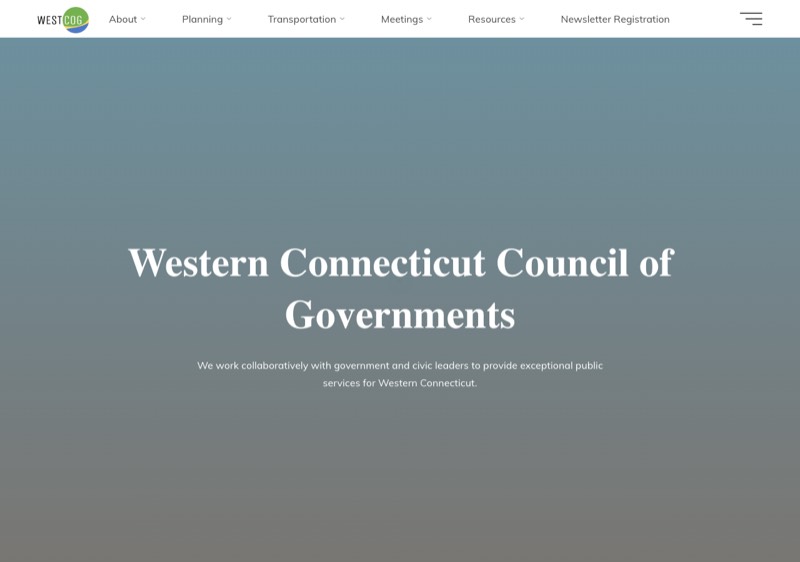 WESTCOG About Planning Transportation Meetings Resources Newsletter Registration
Western Connecticut Council of
Governments
We work collaboratively with government and civic leaders to provide exceptional public
services for Western Connecticut.